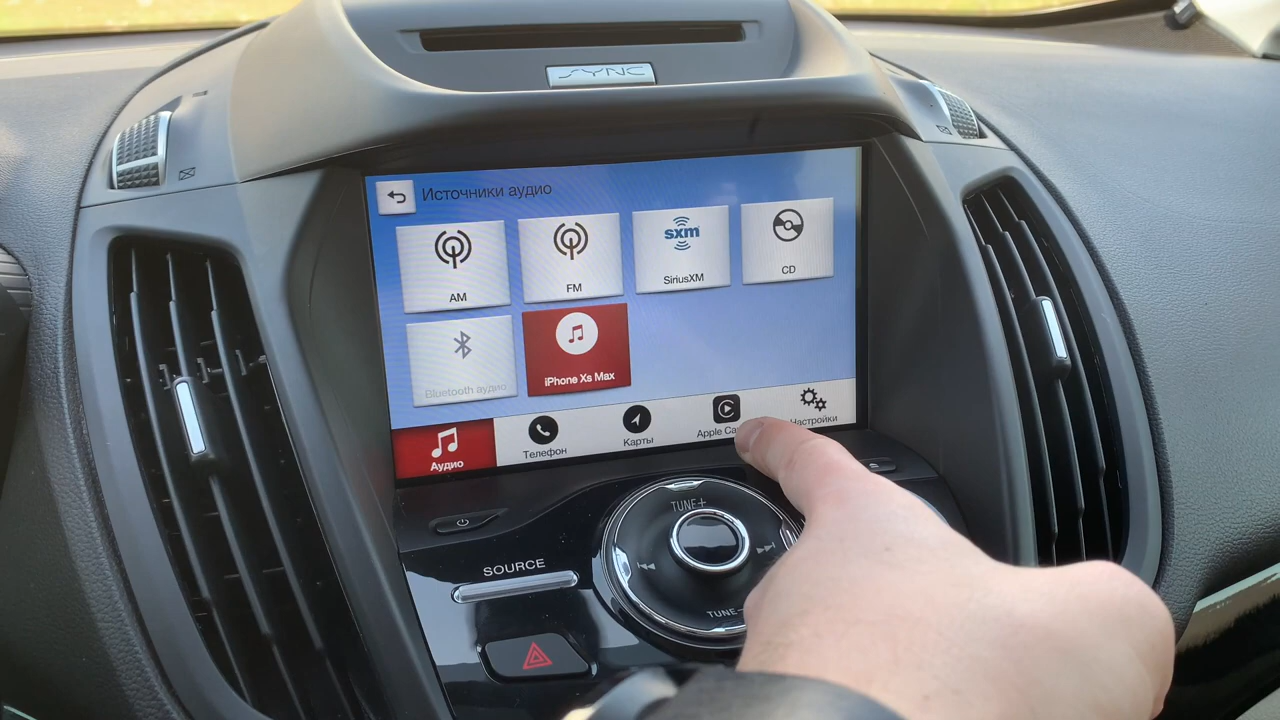 SYNC
Источники аудио
AM
FM
sxm
SiriusXM
CD
Bluetooth аудио
iPhone Xs Max
Аудио
Телефон
Карты
Apple
Настройки
TUNE+
SOURCE
TUNE-